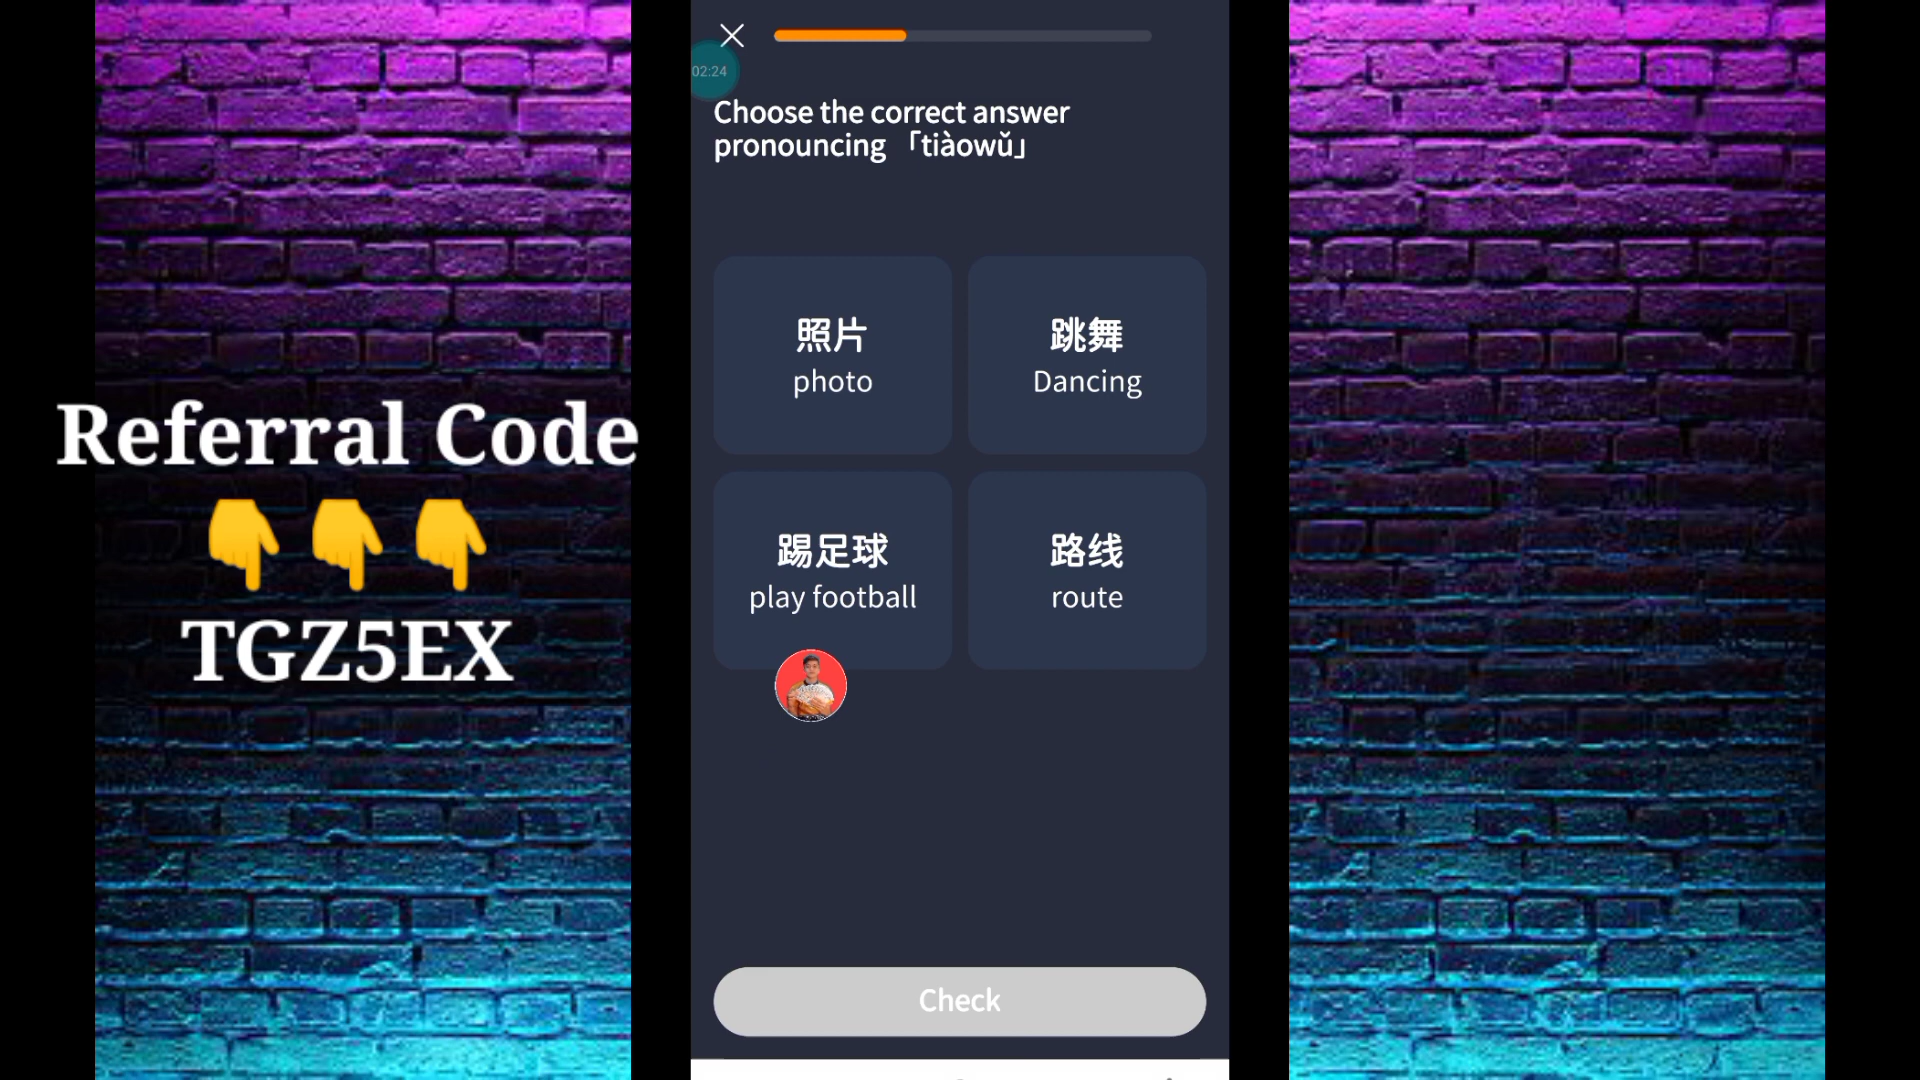 Referral Code
👇👇👇
TGZ5EX
02:24
Choose the correct answer
pronouncing 「tiàowǔ」
照片
photo
跳舞
Dancing
踢足球
play football
路线
route
Check